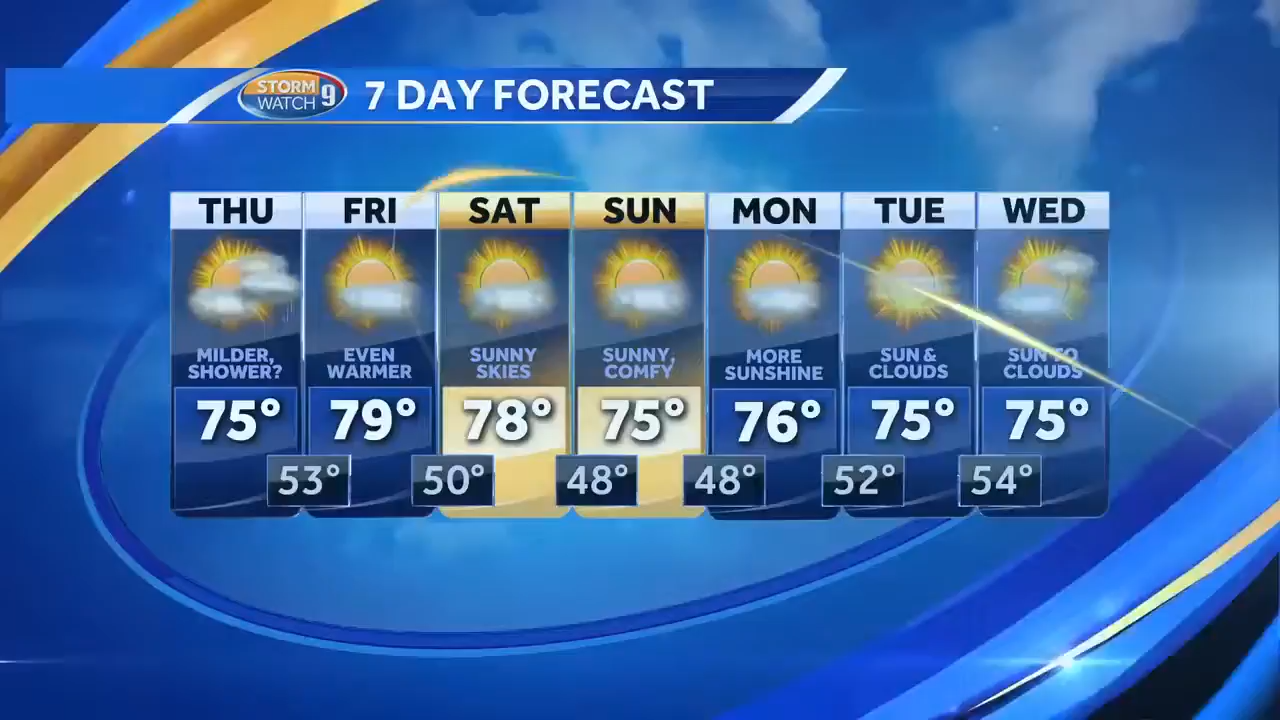 STORM
WATCH 9
7 DAY FORECAST
THU FRI SAT SUN MON TUE WED
MILDER, SHOWER?
EVEN WARMER
SUNNY SKIES
SUNNY, COMFY
MORE SUNSHINE
SUN & CLOUDS
SUN TO CLOUDS
75° 79° 78° 75° 76° 75° 75°
53° 50° 48° 48° 52° 54°